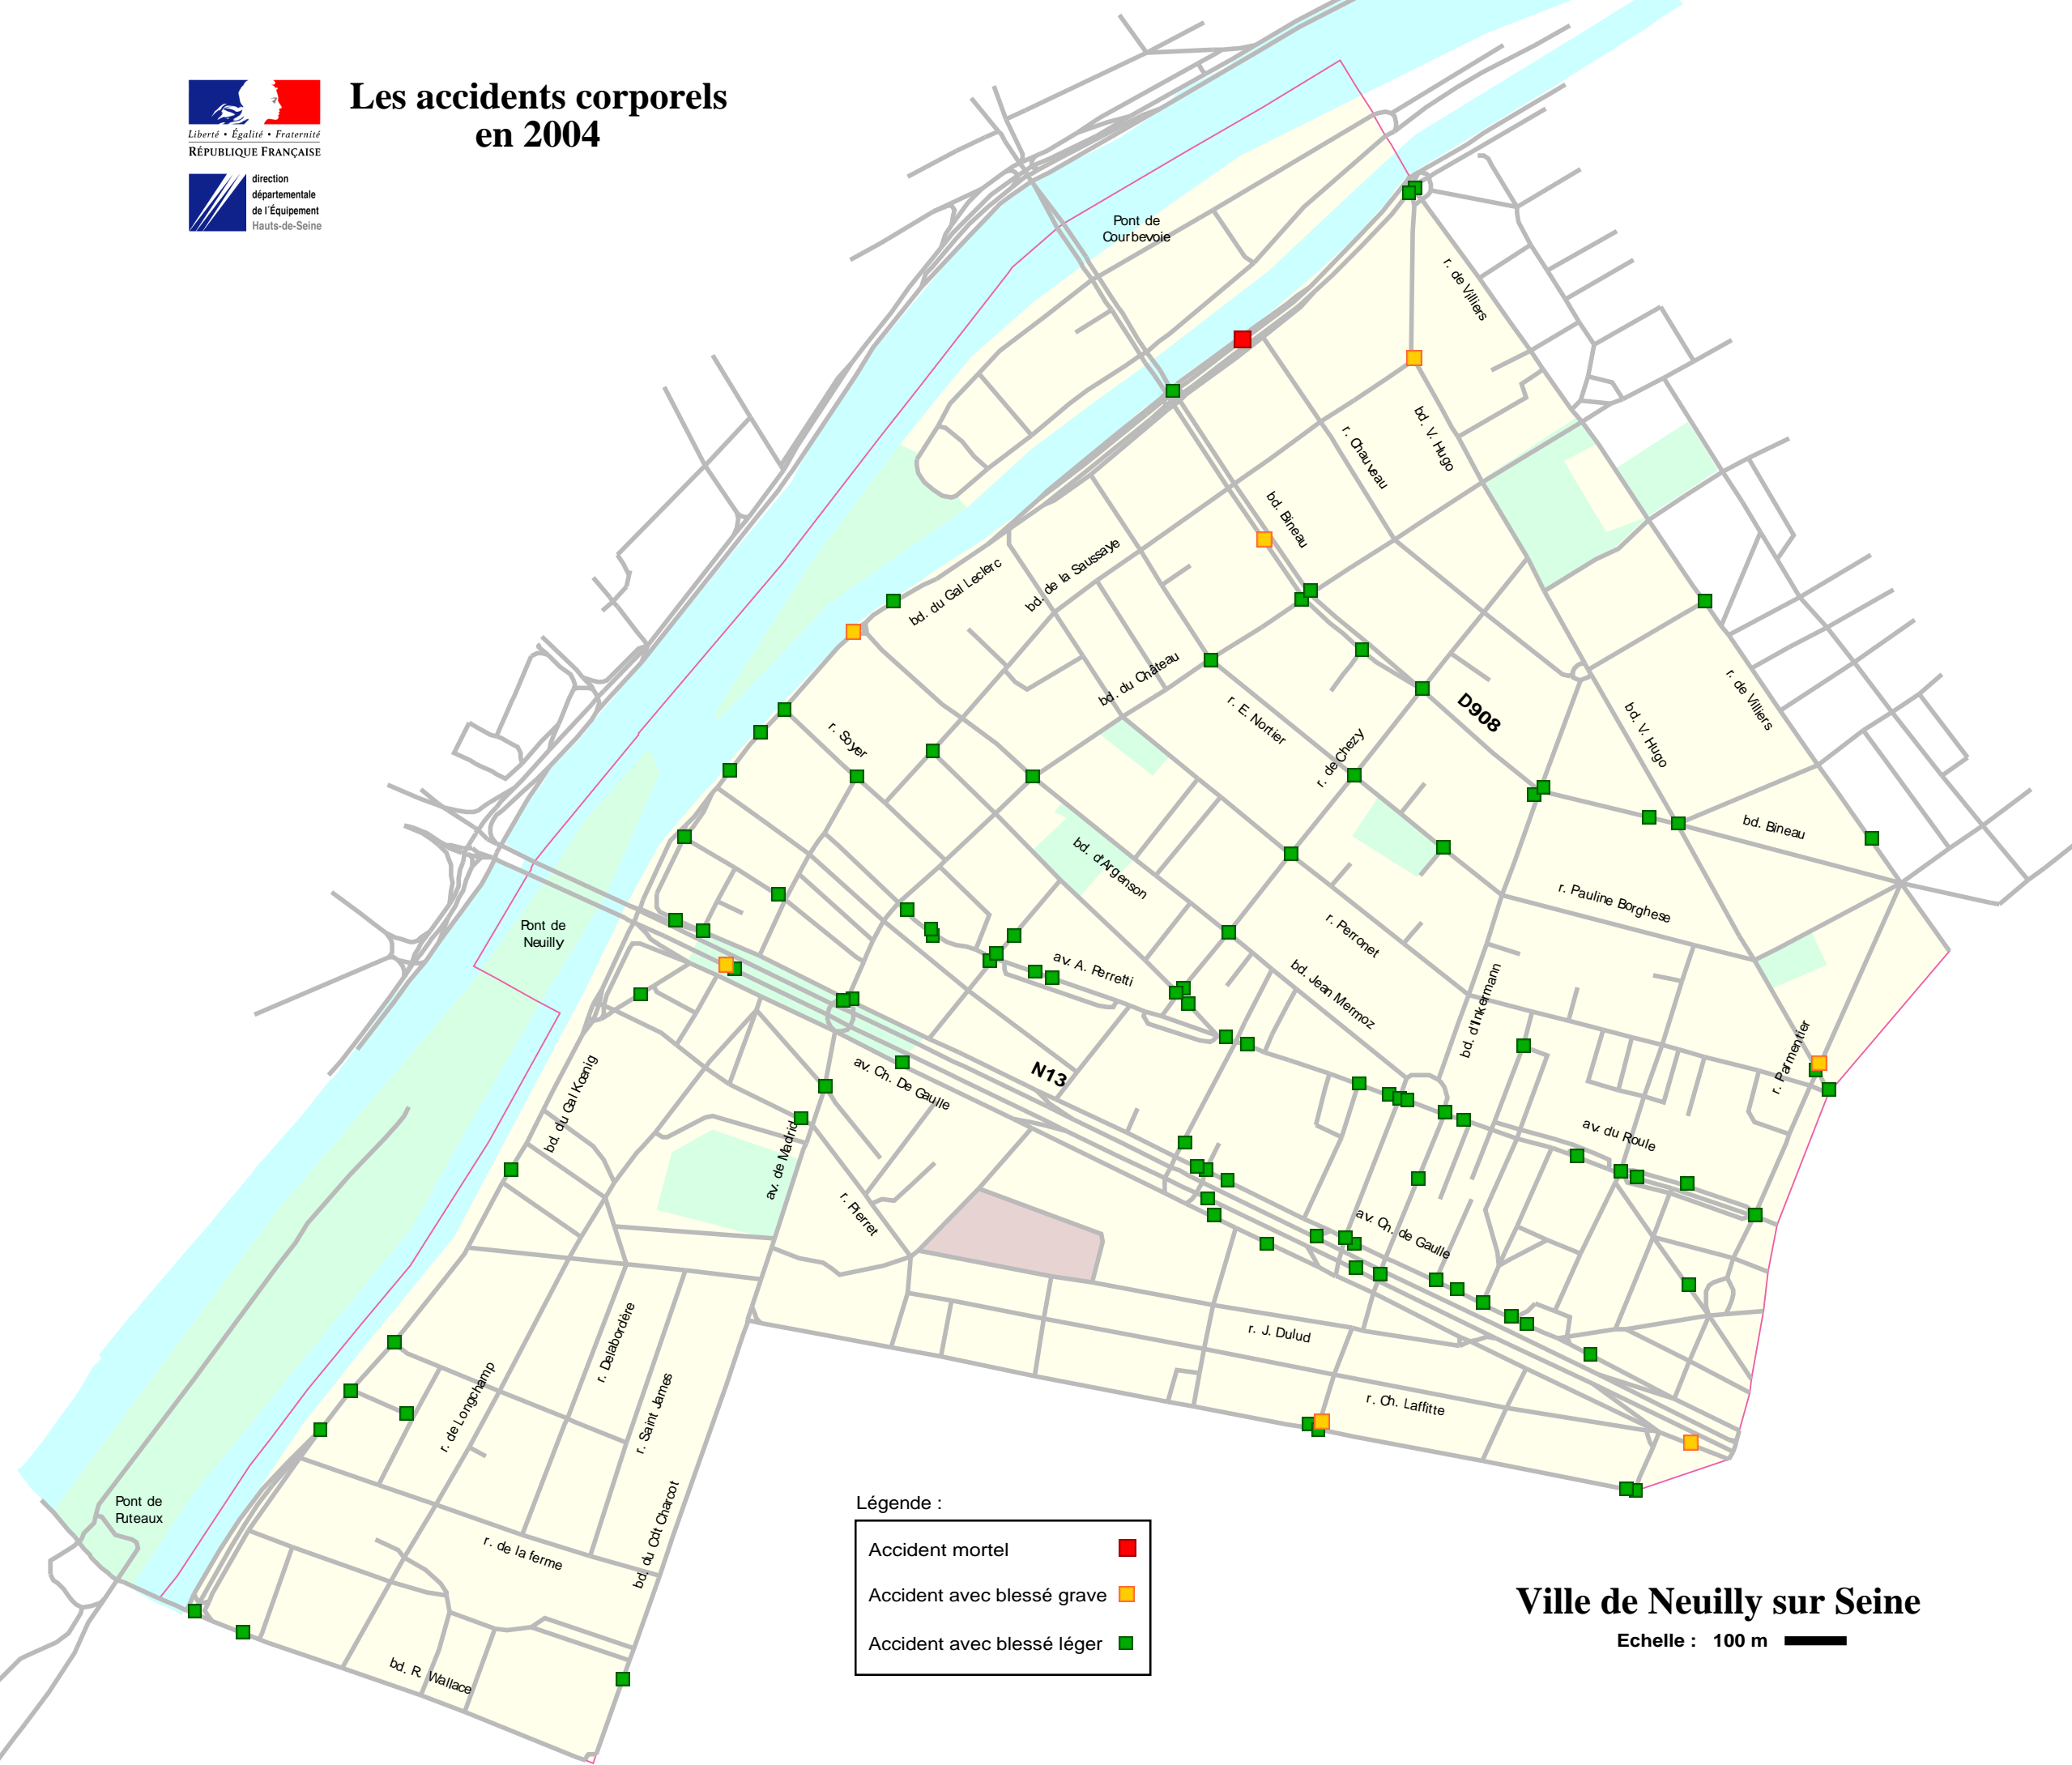 Les accidents corporels
en 2004
Liberté • Égalité • Fraternité
RÉPUBLIQUE FRANÇAISE
direction
départementale
de l'Équipement
Hauts-de-Seine
Pont de
Courbevoie
r. de Villiers
bd. V. Hugo
r. Chauveau
bd. Bineau
bd. du Gal Leclerc
bd. de la Saussaye
bd. du Château
r. E. Nortier
r. de Chezy
D908
bd. V. Hugo
r. de Villiers
bd. Bineau
r. Soyer
bd. d'Argenson
r. Pauline Borghese
r. Perronet
Pont de
Neuilly
av. A. Perretti
bd. Jean Mermoz
bd. d'Inkermann
r. Parmentier
N13
av. Ch. De Gaulle
bd. du Gal Kœnig
av. de Madrid
r. Pierret
av. du Roule
av. Ch. de Gaulle
r. J. Dulud
r. Ch. Laffitte
r. Delabordère
r. de Longchamp
r. Saint James
bd. du Cdt Charcot
Pont de
Puteaux
r. de la ferme
bd. R. Wallace
Légende :
Accident mortel
Accident avec blessé grave
Accident avec blessé léger
Ville de Neuilly sur Seine
Echelle : 100 m